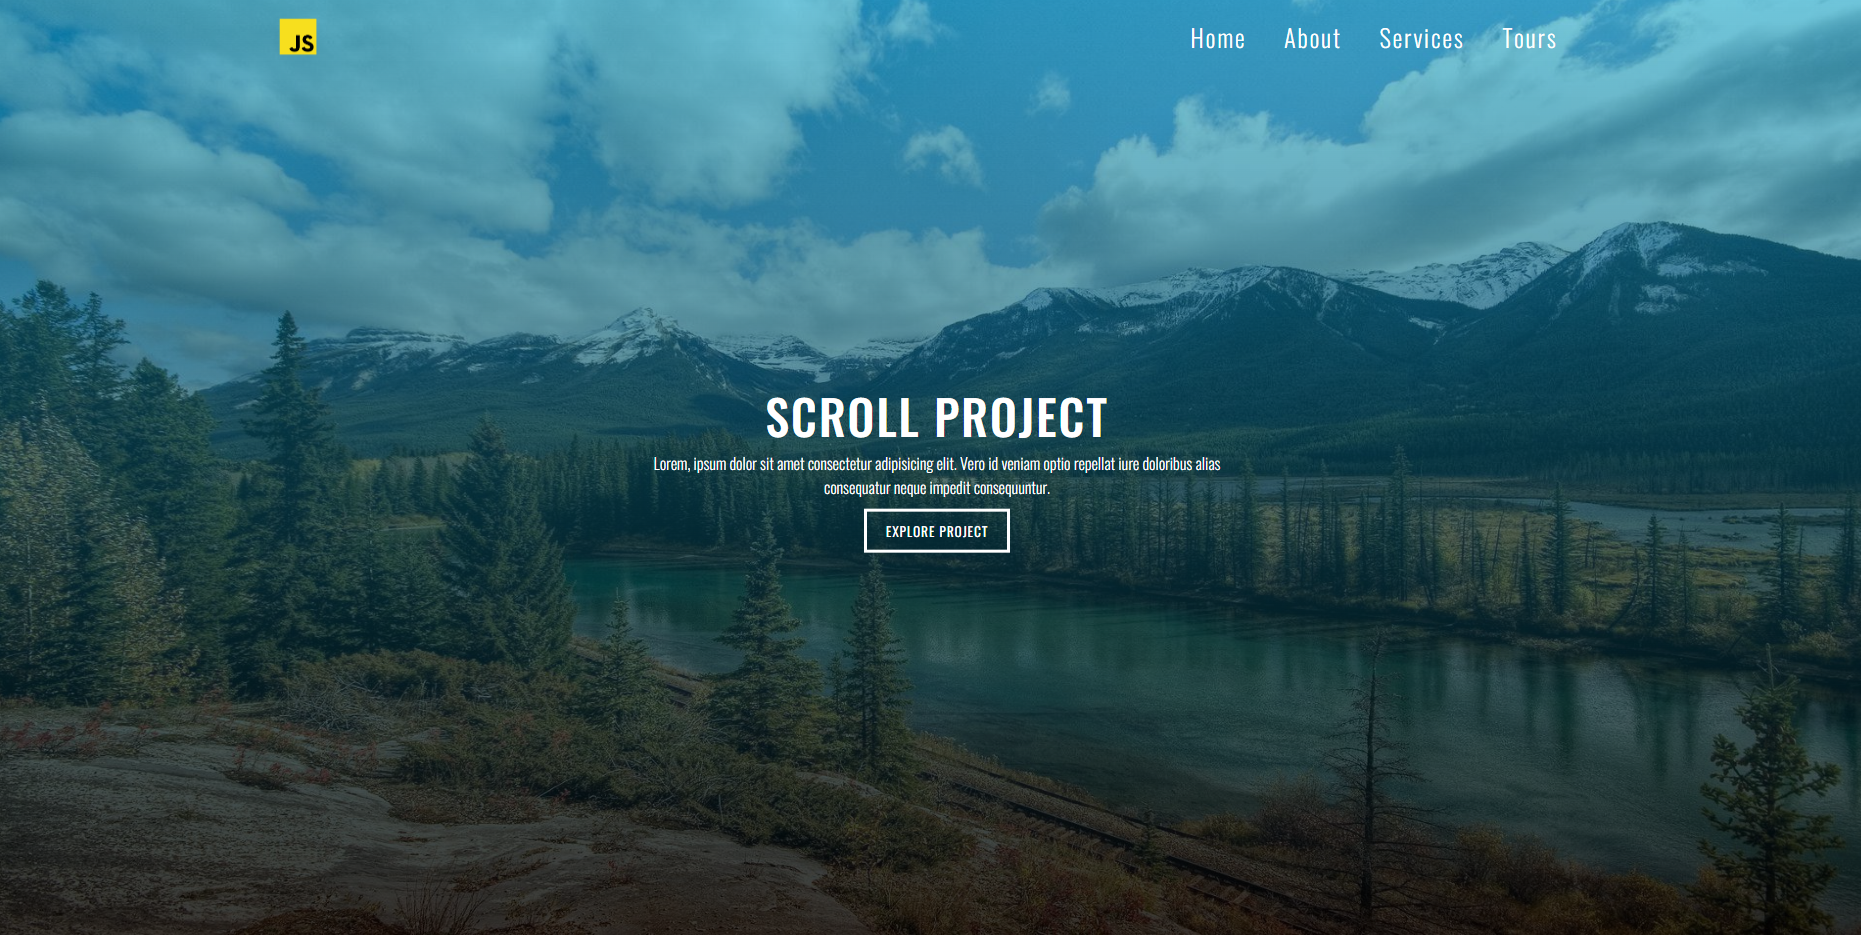 JS
Home About Services Tours
SCROLL PROJECT
Lorem, ipsum dolor sit amet consectetur adipisicing elit. Vero id veniam optio repellat iure doloribus alias
consequatur neque impedit consequuntur.
EXPLORE PROJECT